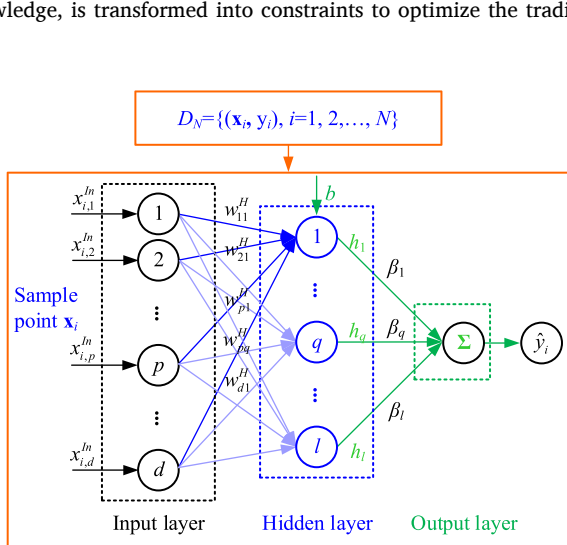 wledge, is transformed into constraints to optimize the tradi
D_N={(x_i, y_i), i=1, 2,…, N}
b
x_{i,1}^{In}
1
w_{11}^H
1
h_1
x_{i,2}^{In}
2
w_{21}^H
β_1
Sample
point x_i
w_{p1}^H
x_{i,p}^{In}
p
w_{pq}^H
q
h_q
β_q
Σ
ŷ_i
w_{d1}^H
β_l
x_{i,d}^{In}
d
l
h_l
Input layer
Hidden layer
Output layer